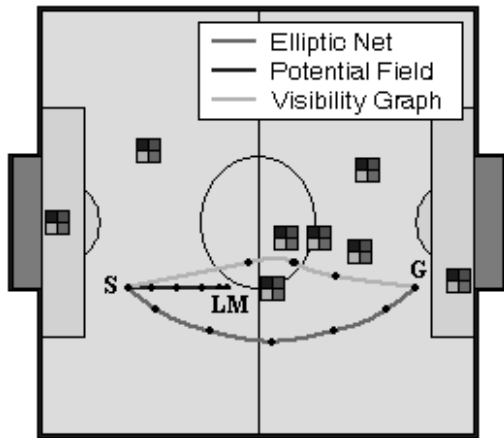 Elliptic Net
Potential Field
Visibility Graph
S
G
LM